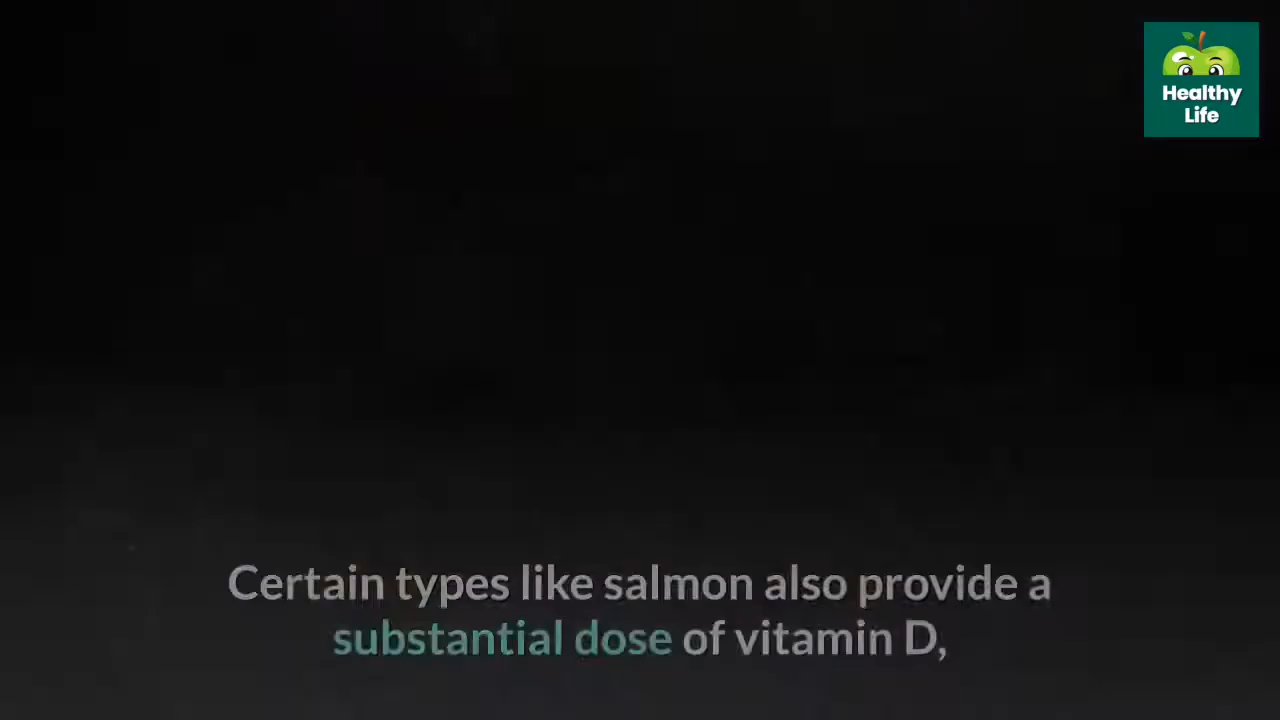 Healthy
Life
Certain types like salmon also provide a
substantial dose of vitamin D,